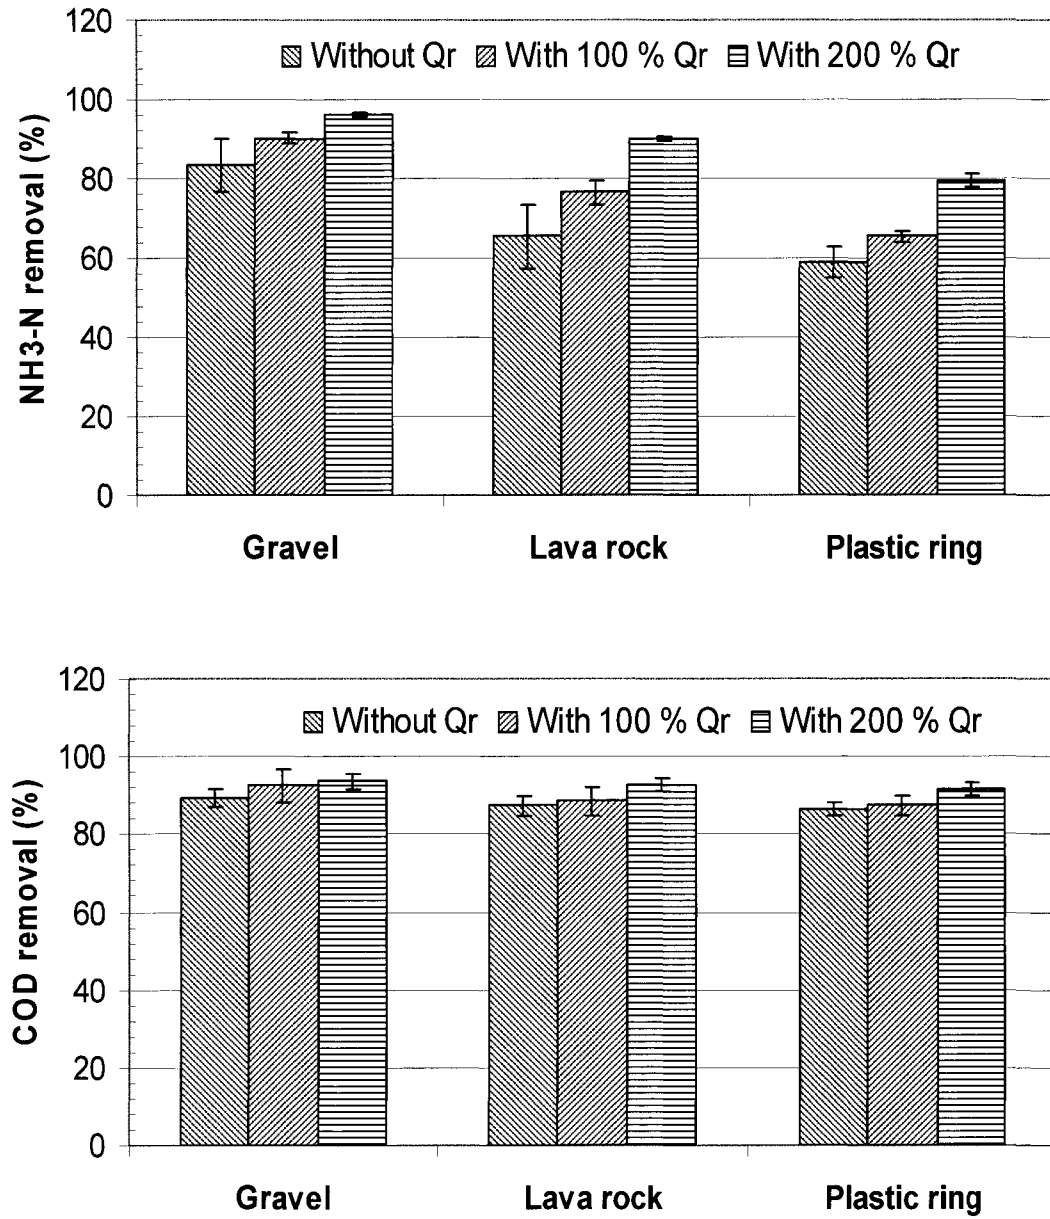 120
Without Qr With 100 % Qr With 200 % Qr
100
80
60
40
20
0
NH3-N removal (%)
Gravel Lava rock Plastic ring
120
Without Qr With 100 % Qr With 200 % Qr
100
80
60
40
20
0
COD removal (%)
Gravel Lava rock Plastic ring